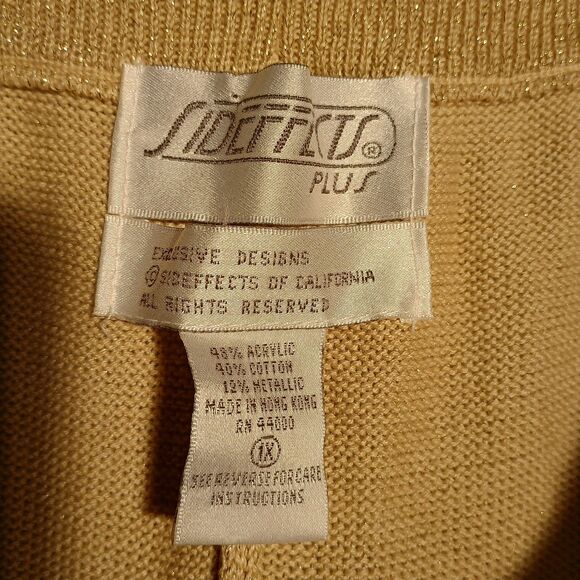 SIDEFFECTS®
PLUS
EXCLUSIVE DESIGNS
© SIDEFFECTS OF CALIFORNIA
ALL RIGHTS RESERVED
48% ACRYLIC
40% COTTON
12% METALLIC
MADE IN HONG KONG
RN 44000
1X
SEE REVERSE FOR CARE
INSTRUCTIONS